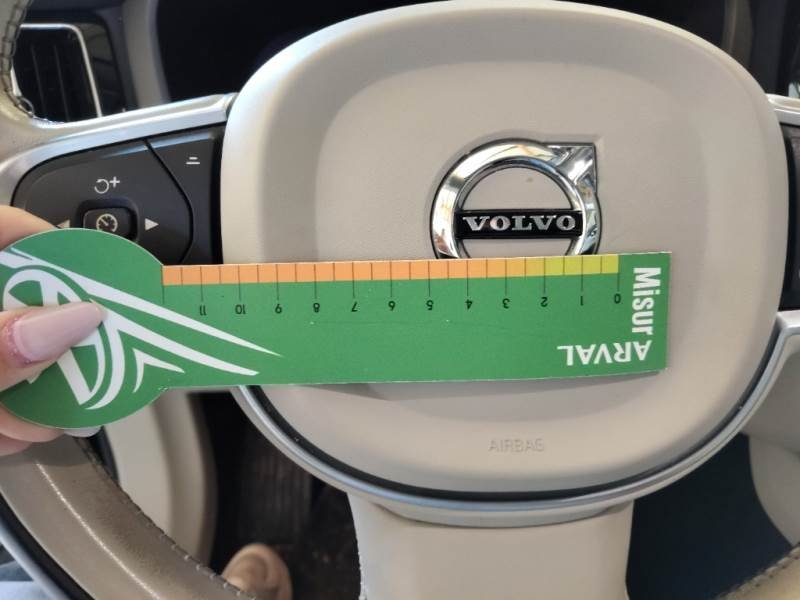 VOLVO
11 10 9 8 7 6 5 4 3 2 1 0
Misur
ARVAL
AIRBAG